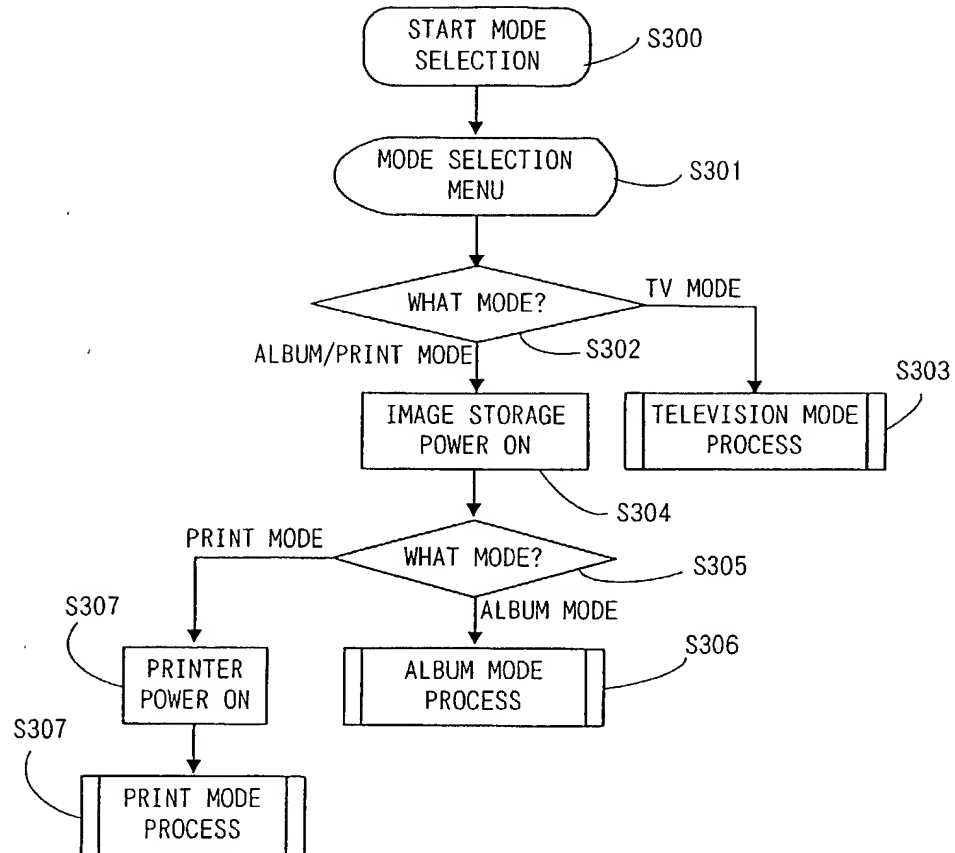 START MODE
SELECTION
S300
MODE SELECTION
MENU
S301
WHAT MODE?
TV MODE
S302
ALBUM/PRINT MODE
S303
IMAGE STORAGE
POWER ON
TELEVISION MODE
PROCESS
S304
PRINT MODE
WHAT MODE?
S305
ALBUM MODE
S307
PRINTER
POWER ON
ALBUM MODE
PROCESS
S306
S307
PRINT MODE
PROCESS